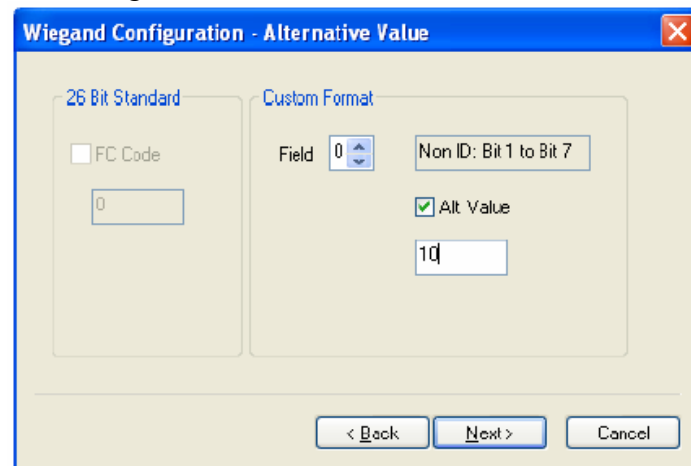 Wiegand Configuration - Alternative Value
26 Bit Standard
FC Code
0
Custom Format
Field 0 Non ID: Bit 1 to Bit 7
Alt Value
10
< Back Next > Cancel